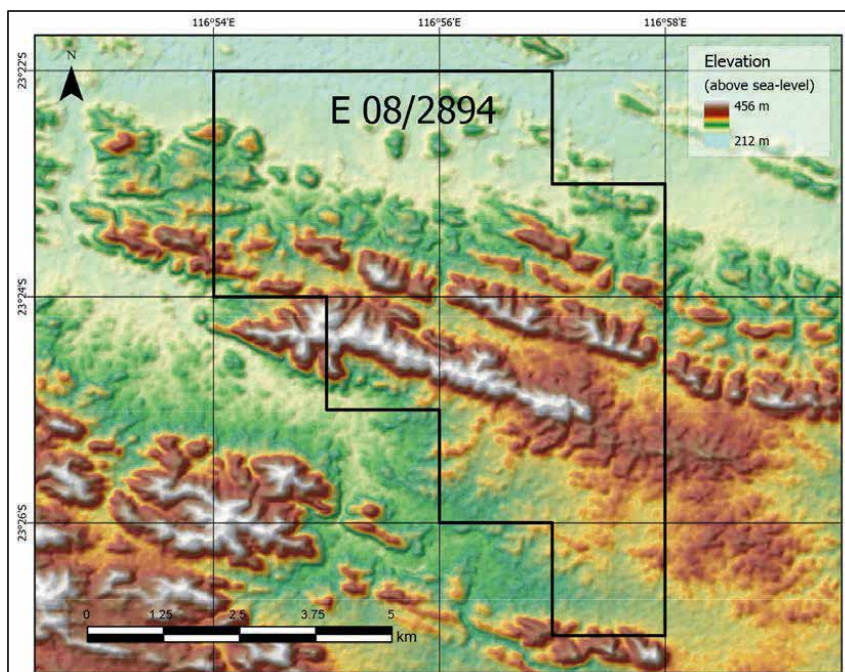 116°54'E 116°56'E 116°58'E
23°22'S
23°24'S
23°26'S
N
E 08/2894
Elevation
(above sea-level)
456 m
212 m
0 1.25 2.5 3.75 5
km